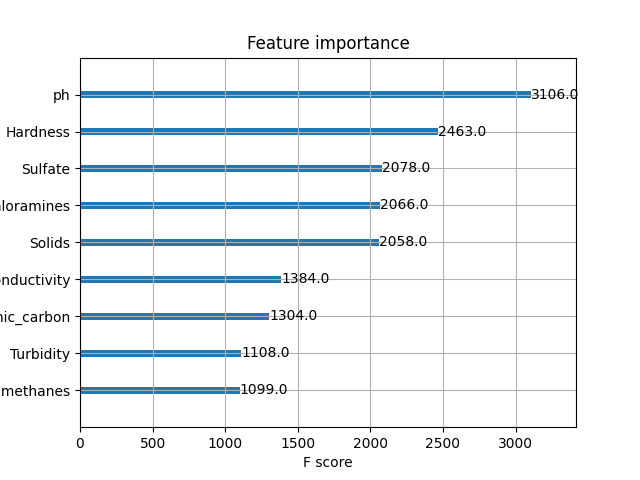 Feature importance
ph 3106.0
Hardness 2463.0
Sulfate 2078.0
loramines 2066.0
Solids 2058.0
nductivity 1384.0
nic_carbon 1304.0
Turbidity 1108.0
methanes 1099.0
0 500 1000 1500 2000 2500 3000
F score